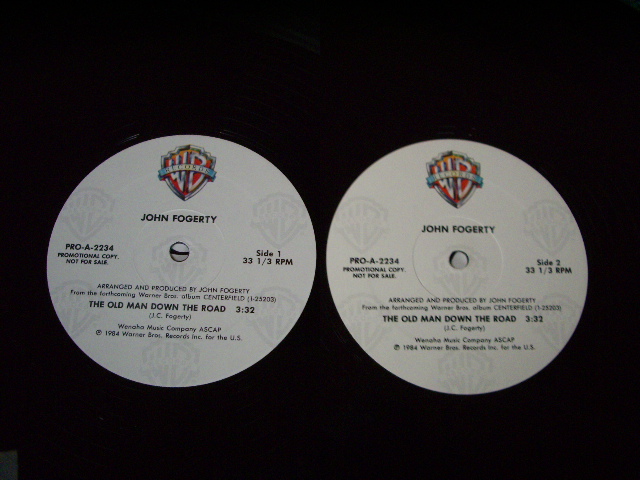 WB
RECORDS
JOHN FOGERTY
PRO-A-2234
PROMOTIONAL COPY.
NOT FOR SALE.
Side 1
33 1/3 RPM
ARRANGED AND PRODUCED BY JOHN FOGERTY
From the forthcoming Warner Bros. album CENTERFIELD (1-25203)
THE OLD MAN DOWN THE ROAD 3:32
(J.C. Fogerty)
Wenaha Music Company ASCAP
℗ 1984 Warner Bros. Records Inc. for the U.S.
WB
RECORDS
JOHN FOGERTY
PRO-A-2234
PROMOTIONAL COPY.
NOT FOR SALE.
Side 2
33 1/3 RPM
ARRANGED AND PRODUCED BY JOHN FOGERTY
From the forthcoming Warner Bros. album CENTERFIELD (1-25203)
THE OLD MAN DOWN THE ROAD 3:32
(J.C. Fogerty)
Wenaha Music Company ASCAP
℗ 1984 Warner Bros. Records Inc. for the U.S.